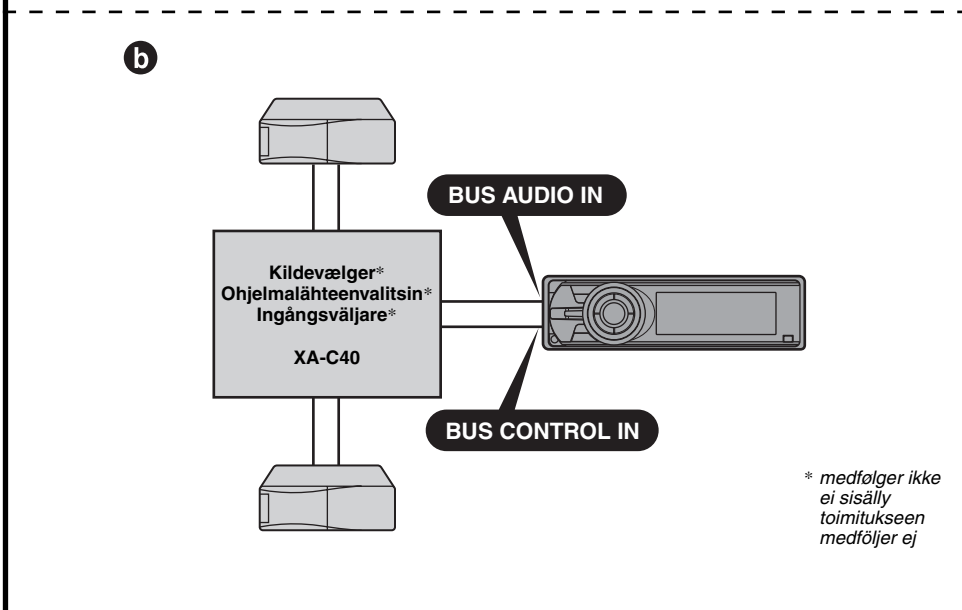 b
BUS AUDIO IN
Kildevælger*
Ohjelmalähteenvalitsin*
Ingångsväljare*
XA-C40
BUS CONTROL IN
* medfølger ikke
ei sisälly
toimitukseen
medföljer ej